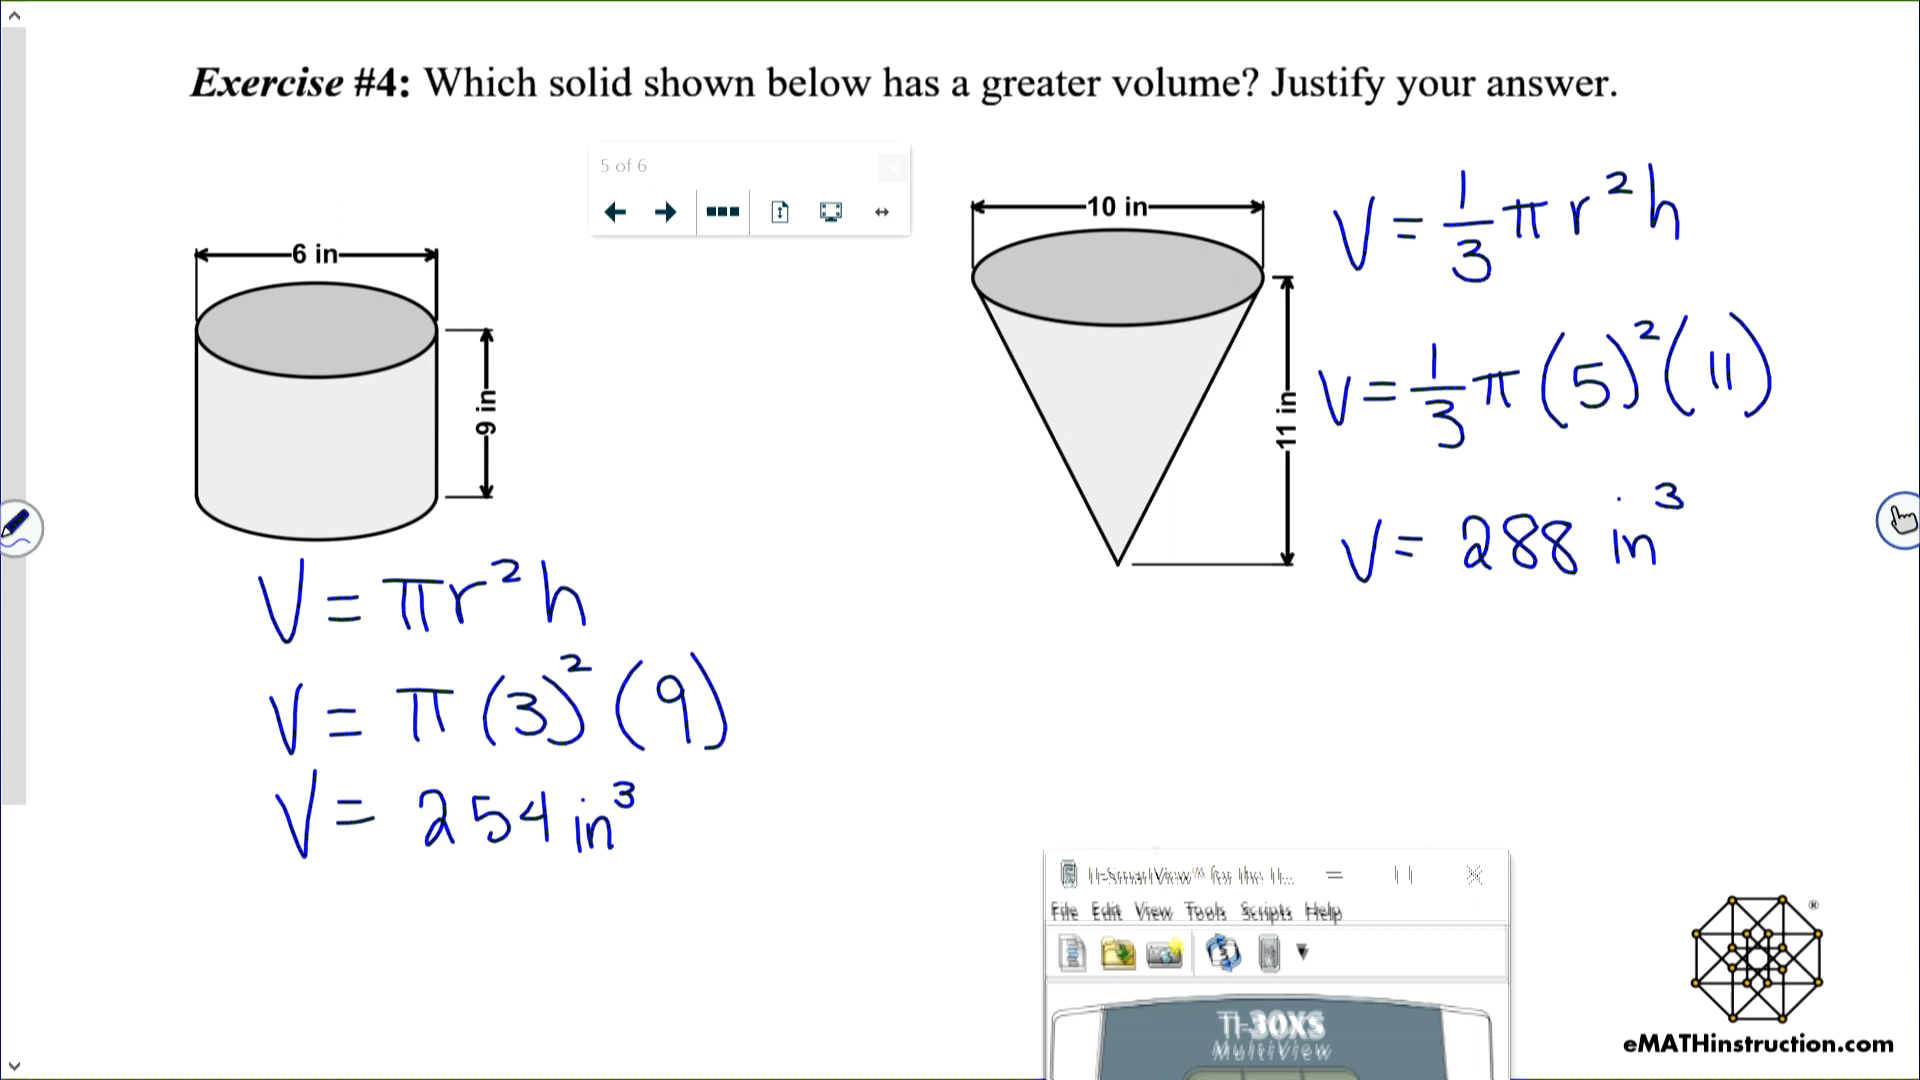 Exercise #4: Which solid shown below has a greater volume? Justify your answer.
5 of 6
10 in
V = 1/3 πr²h
6 in
9 in
11 in
V = 1/3 π(5)²(11)
V = 288 in³
V = πr²h
V = π(3)²(9)
V = 254 in³
File Edit View Tools Scripts Help
TI-30XS
MultiView
®
eMATHinstruction.com